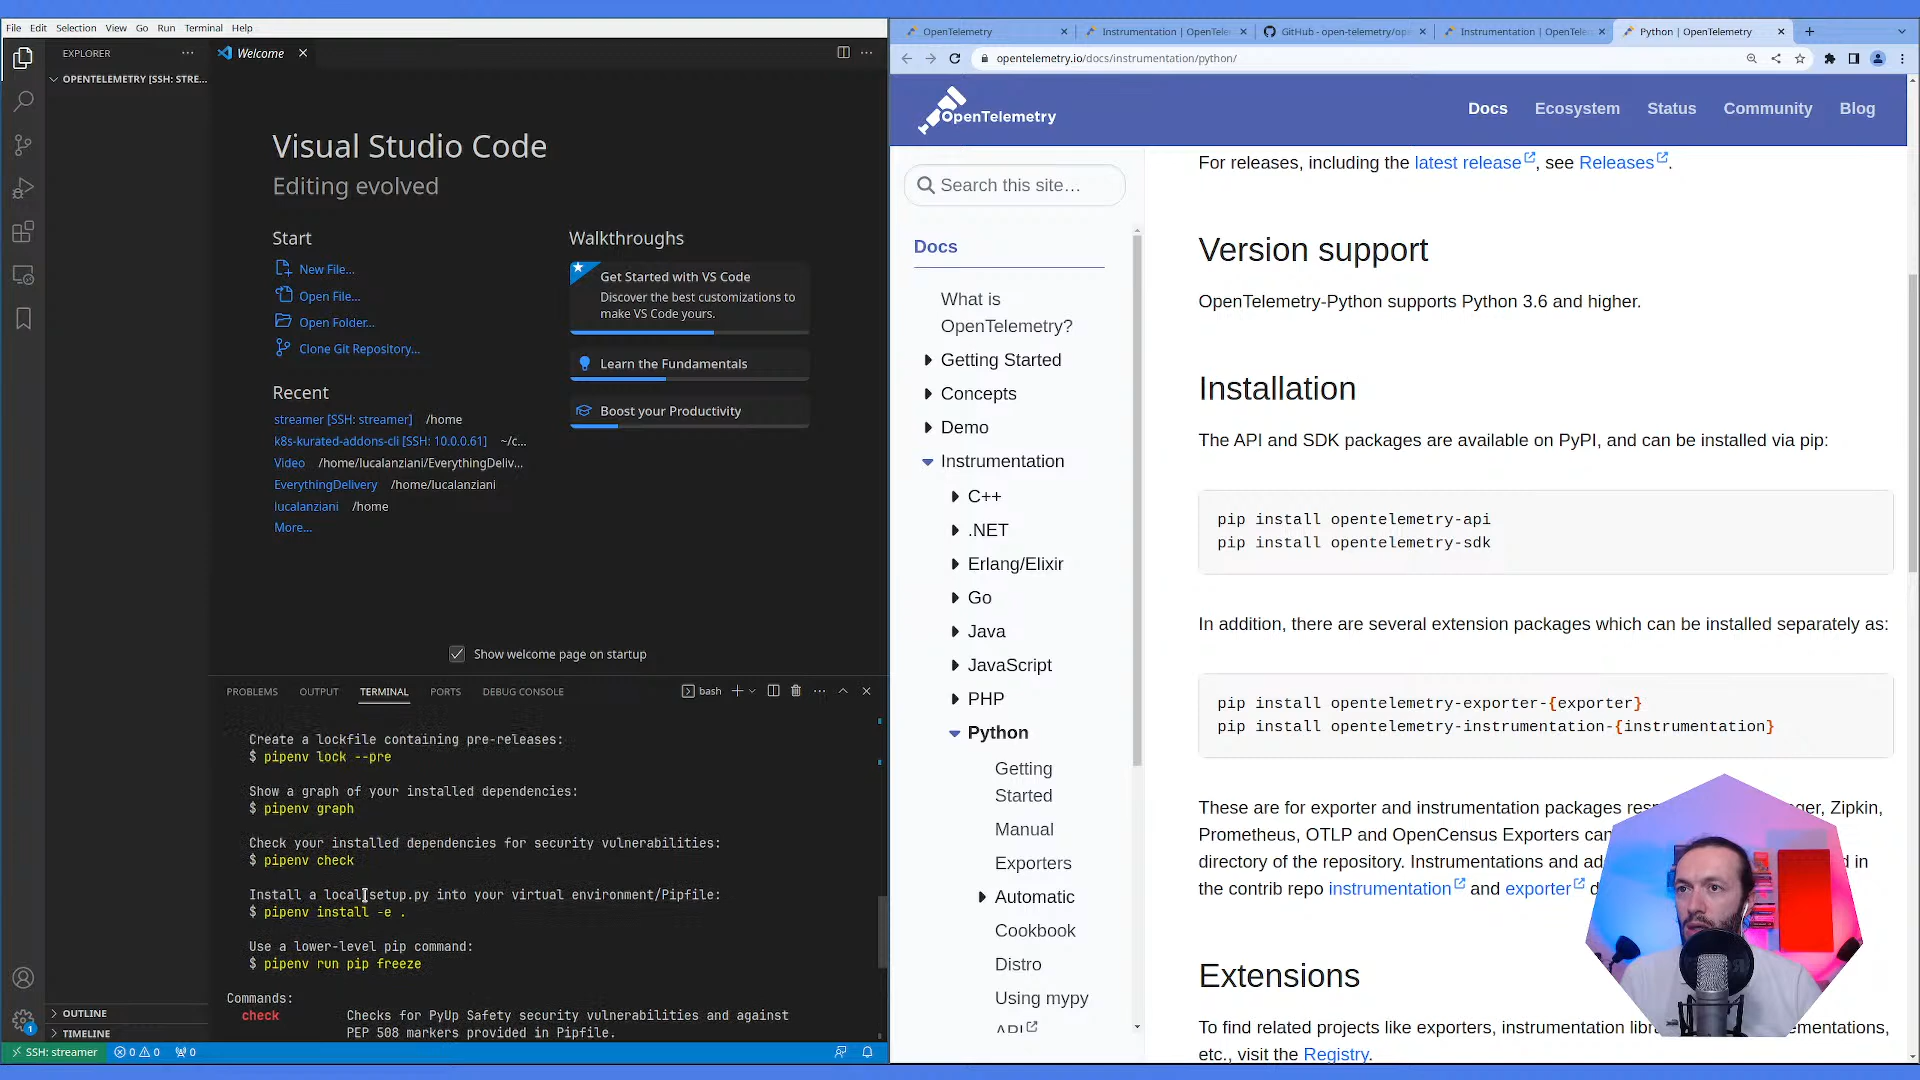 File Edit Selection View Go Run Terminal Help
EXPLORER
OPENTELEMETRY [SSH: STRE...
Welcome
Visual Studio Code
Editing evolved
Start
New File...
Open File...
Open Folder...
Clone Git Repository...
Recent
streamer [SSH: streamer] /home
k8s-kurated-addons-cli [SSH: 10.0.0.61] ~/c...
Video /home/lucalanziani/EverythingDeliv...
EverythingDelivery /home/lucalanziani
lucalanziani /home
More...
Walkthroughs
Get Started with VS Code
Discover the best customizations to
make VS Code yours.
Learn the Fundamentals
Boost your Productivity
Show welcome page on startup
PROBLEMS OUTPUT TERMINAL PORTS DEBUG CONSOLE
bash
Create a lockfile containing pre-releases:
$ pipenv lock --pre
Show a graph of your installed dependencies:
$ pipenv graph
Check your installed dependencies for security vulnerabilities:
$ pipenv check
Install a local setup.py into your virtual environment/Pipfile:
$ pipenv install -e .
Use a lower-level pip command:
$ pipenv run pip freeze
Commands:
check Checks for PyUp Safety security vulnerabilities and against
PEP 508 markers provided in Pipfile.
OUTLINE
TIMELINE
1
SSH: streamer 0 0 0
OpenTelemetry
Instrumentation | OpenTele
GitHub - open-telemetry/op
Instrumentation | OpenTele
Python | OpenTelemetry
opentelemetry.io/docs/instrumentation/python/
OpenTelemetry
Docs Ecosystem Status Community Blog
Search this site…
Docs
What is
OpenTelemetry?
Getting Started
Concepts
Demo
Instrumentation
C++
.NET
Erlang/Elixir
Go
Java
JavaScript
PHP
Python
Getting
Started
Manual
Exporters
Automatic
Cookbook
Distro
Using mypy
API
For releases, including the latest release, see Releases.
Version support
OpenTelemetry-Python supports Python 3.6 and higher.
Installation
The API and SDK packages are available on PyPI, and can be installed via pip:
pip install opentelemetry-api
pip install opentelemetry-sdk
In addition, there are several extension packages which can be installed separately as:
pip install opentelemetry-exporter-{exporter}
pip install opentelemetry-instrumentation-{instrumentation}
These are for exporter and instrumentation packages Zipkin,
Prometheus, OTLP and OpenCensus Exporters
directory of the repository. Instrumentations and in
the contrib repo instrumentation and exporter
Extensions
To find related projects like exporters, instrumentation
etc., visit the Registry.